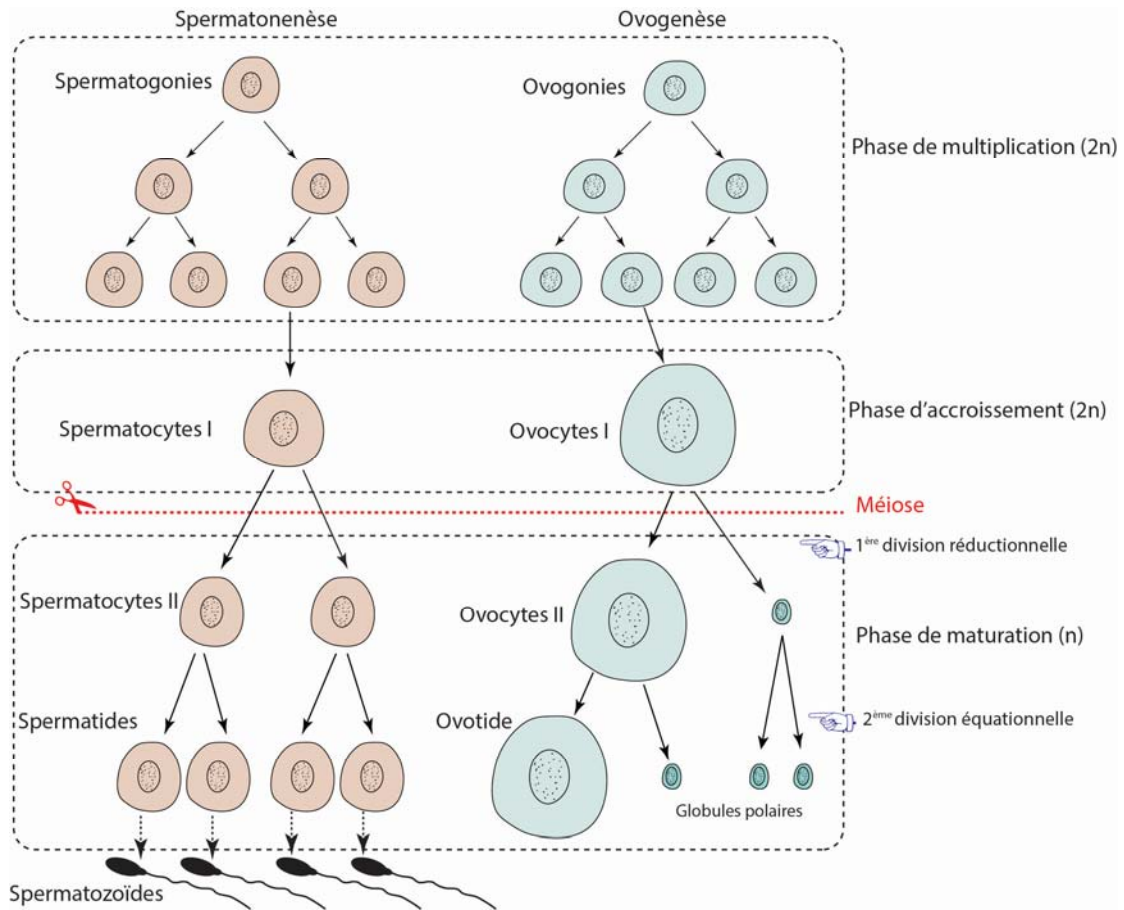 Spermatonenèse
Ovogenèse
Spermatogonies
Ovogonies
Phase de multiplication (2n)
Spermatocytes I
Ovocytes I
Phase d'accroissement (2n)
Méiose
1ère division réductionnelle
Spermatocytes II
Ovocytes II
Phase de maturation (n)
Spermatides
Ovotide
2ème division équationnelle
Globules polaires
Spermatozoïdes